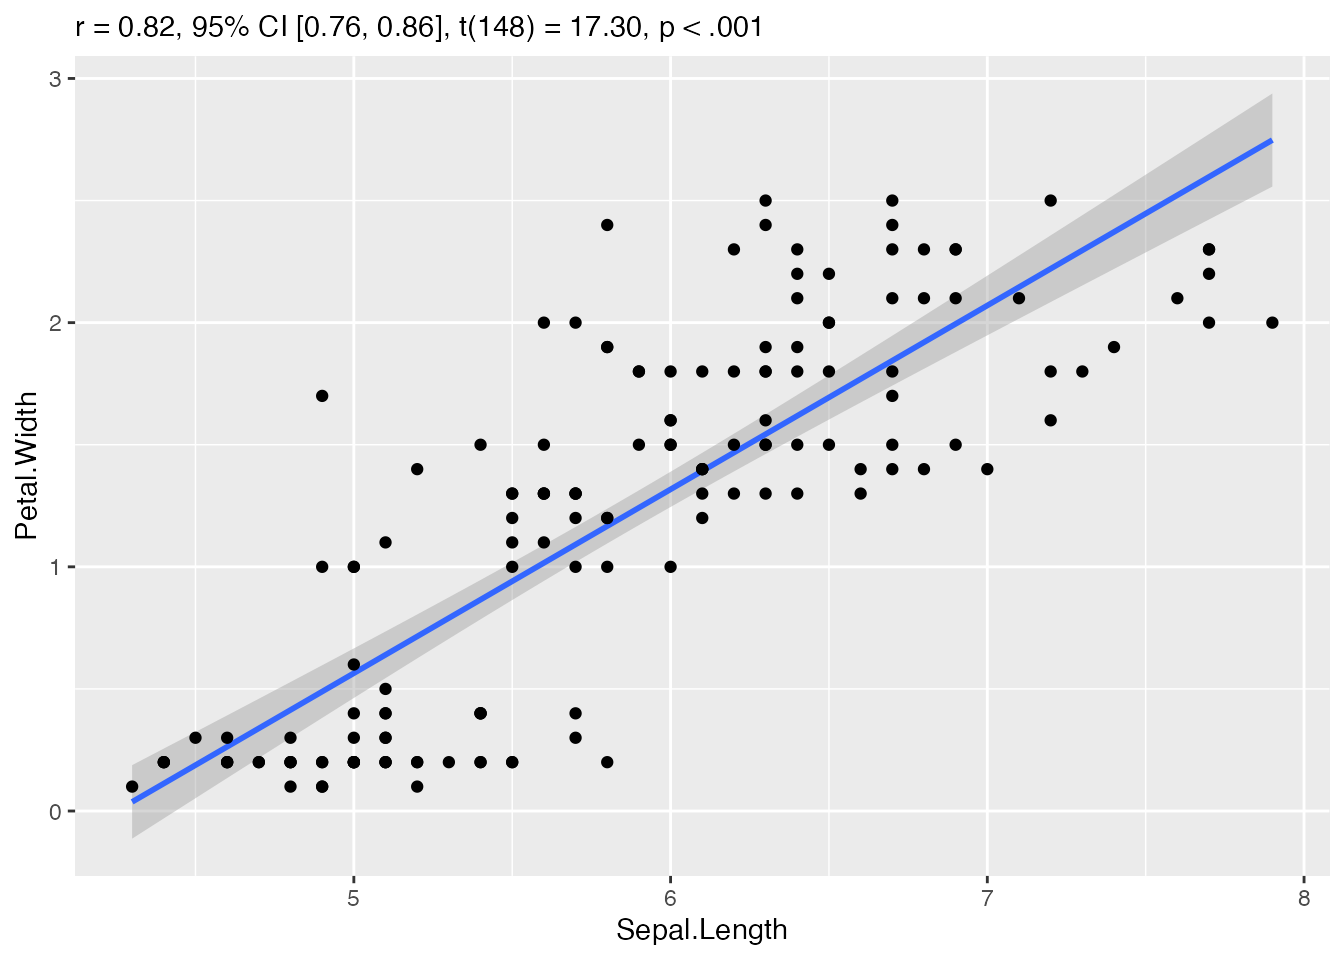 r = 0.82, 95% CI [0.76, 0.86], t(148) = 17.30, p < .001
3
2
1
0
Petal.Width
5 6 7 8
Sepal.Length